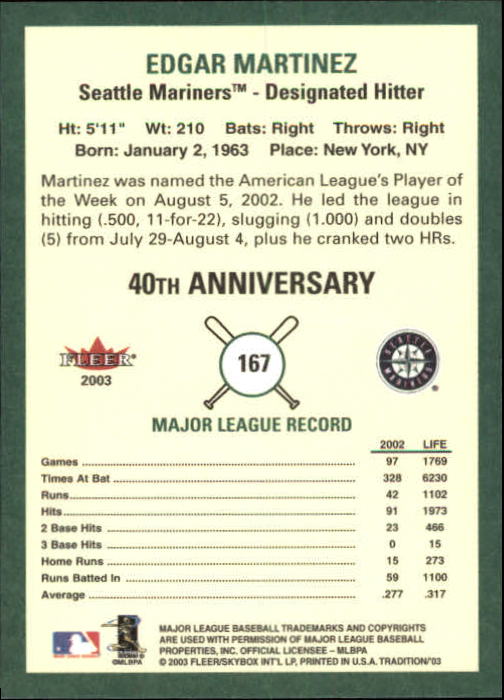 EDGAR MARTINEZ
Seattle Mariners™ - Designated Hitter
Ht: 5'11" Wt: 210 Bats: Right Throws: Right
Born: January 2, 1963 Place: New York, NY
Martinez was named the American League's Player of
the Week on August 5, 2002. He led the league in
hitting (.500, 11-for-22), slugging (1.000) and doubles
(5) from July 29-August 4, plus he cranked two HRs.
40TH ANNIVERSARY
FLEER®
2003
167
SEATTLE
MARINERS
®
MAJOR LEAGUE RECORD
2002 LIFE
Games 97 1769
Times At Bat 328 6230
Runs 42 1102
Hits 91 1973
2 Base Hits 23 466
3 Base Hits 0 15
Home Runs 15 273
Runs Batted In 59 1100
Average .277 .317
©MLBPA
MAJOR LEAGUE BASEBALL TRADEMARKS AND COPYRIGHTS
ARE USED WITH PERMISSION OF MAJOR LEAGUE BASEBALL
PROPERTIES, INC. OFFICIAL LICENSEE - MLBPA
© 2003 FLEER/SKYBOX INT'L LP, PRINTED IN U.S.A. TRADITION/'03